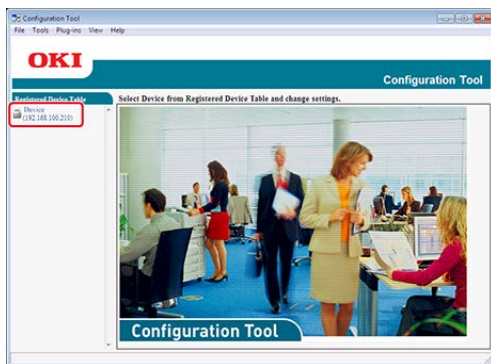 Configuration Tool
File Tools Plug-ins View Help
OKI
Configuration Tool
Registered Device Table
Select Device from Registered Device Table and change settings.
Device
(192.168.100.210)
Configuration Tool